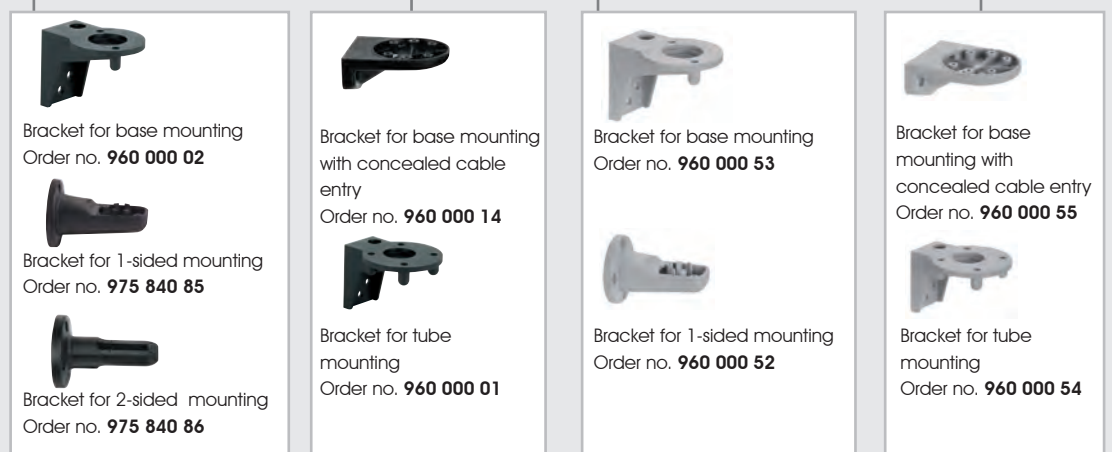 Bracket for base mounting
Order no. 960 000 02
Bracket for 1-sided mounting
Order no. 975 840 85
Bracket for 2-sided  mounting
Order no. 975 840 86
Bracket for base mounting
with concealed cable
entry
Order no. 960 000 14
Bracket for tube
mounting
Order no. 960 000 01
Bracket for base mounting
Order no. 960 000 53
Bracket for 1-sided mounting
Order no. 960 000 52
Bracket for base
mounting with
concealed cable entry
Order no. 960 000 55
Bracket for tube
mounting
Order no. 960 000 54